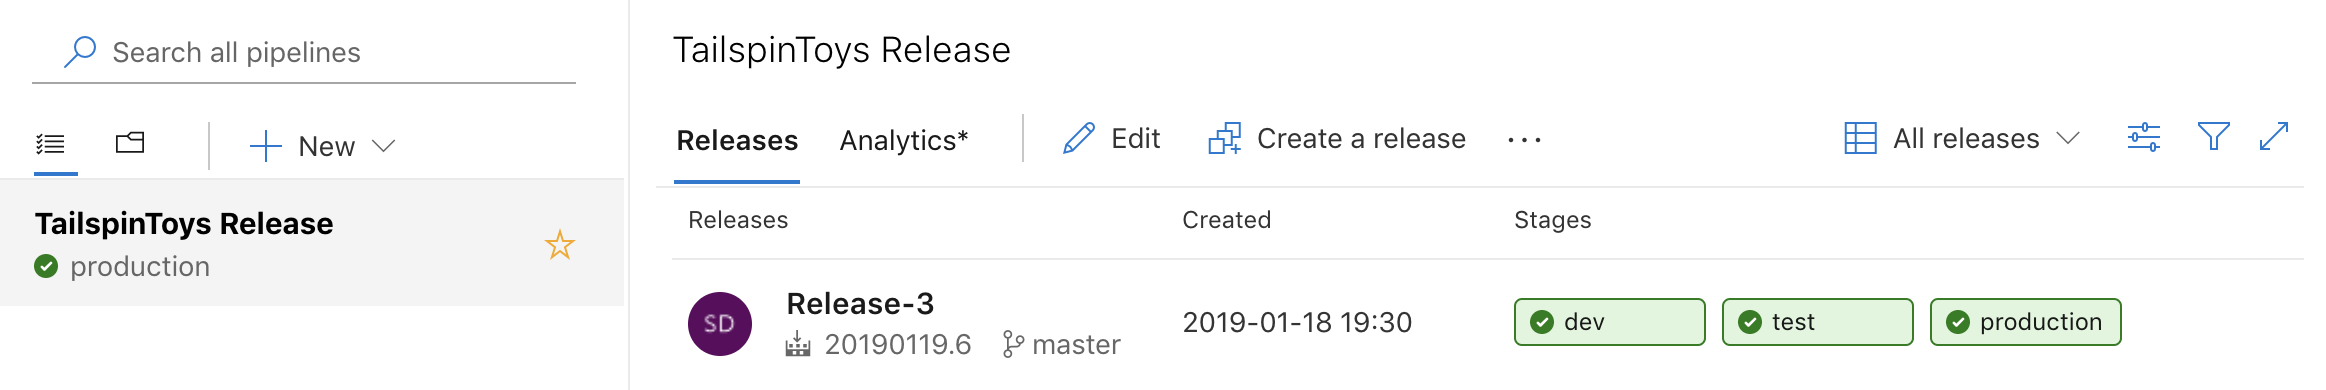 Search all pipelines
New
TailspinToys Release
production
TailspinToys Release
Releases Analytics* Edit Create a release ... All releases
Releases Created Stages
SD Release-3 2019-01-18 19:30 dev test production
20190119.6 master